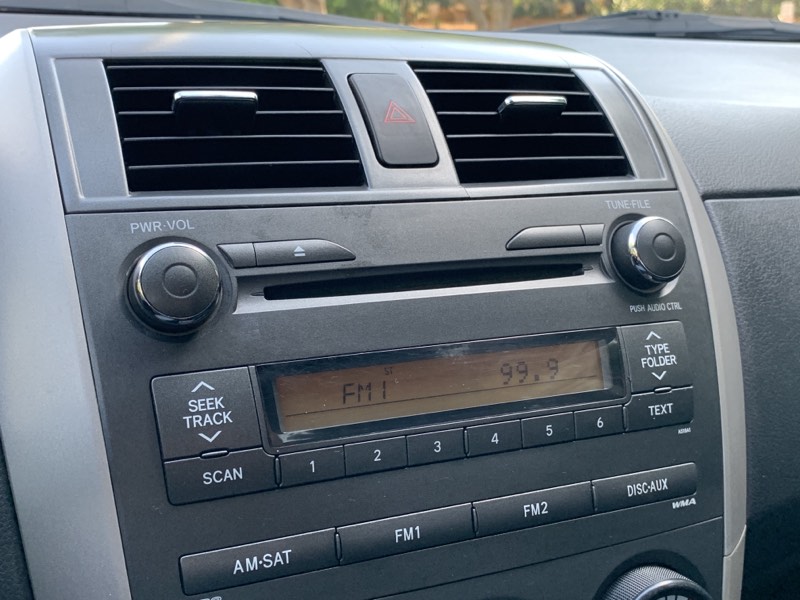 PWR·VOL
TUNE·FILE
PUSH AUDIO CTRL
SEEK
TRACK
ST
FM1
99.9
TYPE
FOLDER
TEXT
SCAN
1
2
3
4
5
6
AM·SAT
FM1
FM2
DISC·AUX
WMA